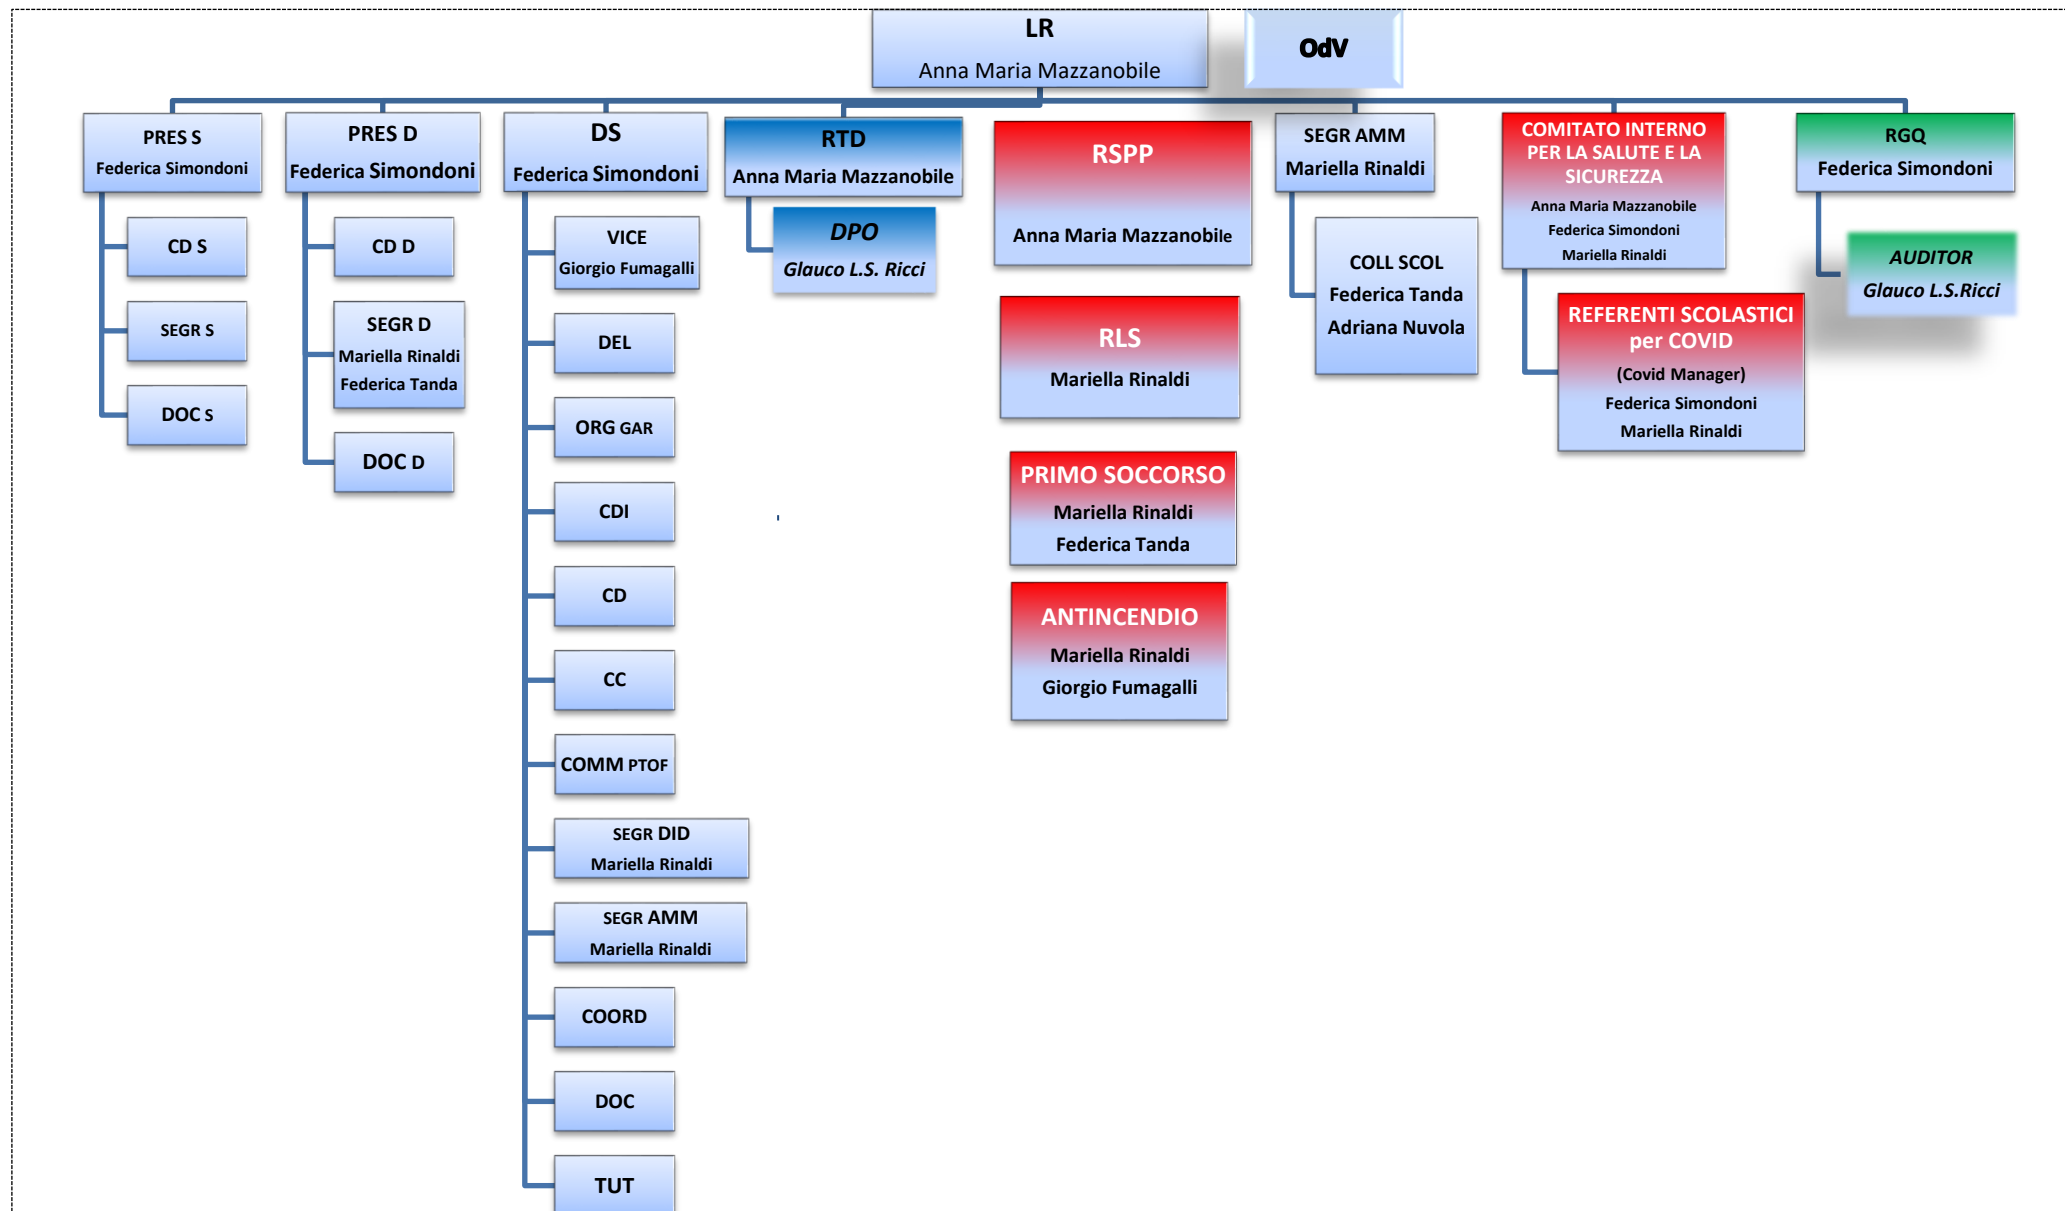 LR
Anna Maria Mazzanobile
OdV
PRES S
Federica Simondoni
CD S
SEGR S
DOC S
PRES D
Federica Simondoni
CD D
SEGR D
Mariella Rinaldi
Federica Tanda
DOC D
DS
Federica Simondoni
VICE
Giorgio Fumagalli
DEL
ORG GAR
CDI
CD
CC
COMM PTOF
SEGR DID
Mariella Rinaldi
SEGR AMM
Mariella Rinaldi
COORD
DOC
TUT
RTD
Anna Maria Mazzanobile
DPO
Glauco L.S. Ricci
RSPP
Anna Maria Mazzanobile
RLS
Mariella Rinaldi
PRIMO SOCCORSO
Mariella Rinaldi
Federica Tanda
ANTINCENDIO
Mariella Rinaldi
Giorgio Fumagalli
SEGR AMM
Mariella Rinaldi
COLL SCOL
Federica Tanda
Adriana Nuvola
COMITATO INTERNO
PER LA SALUTE E LA
SICUREZZA
Anna Maria Mazzanobile
Federica Simondoni
Mariella Rinaldi
REFERENTI SCOLASTICI
per COVID
(Covid Manager)
Federica Simondoni
Mariella Rinaldi
RGQ
Federica Simondoni
AUDITOR
Glauco L.S.Ricci